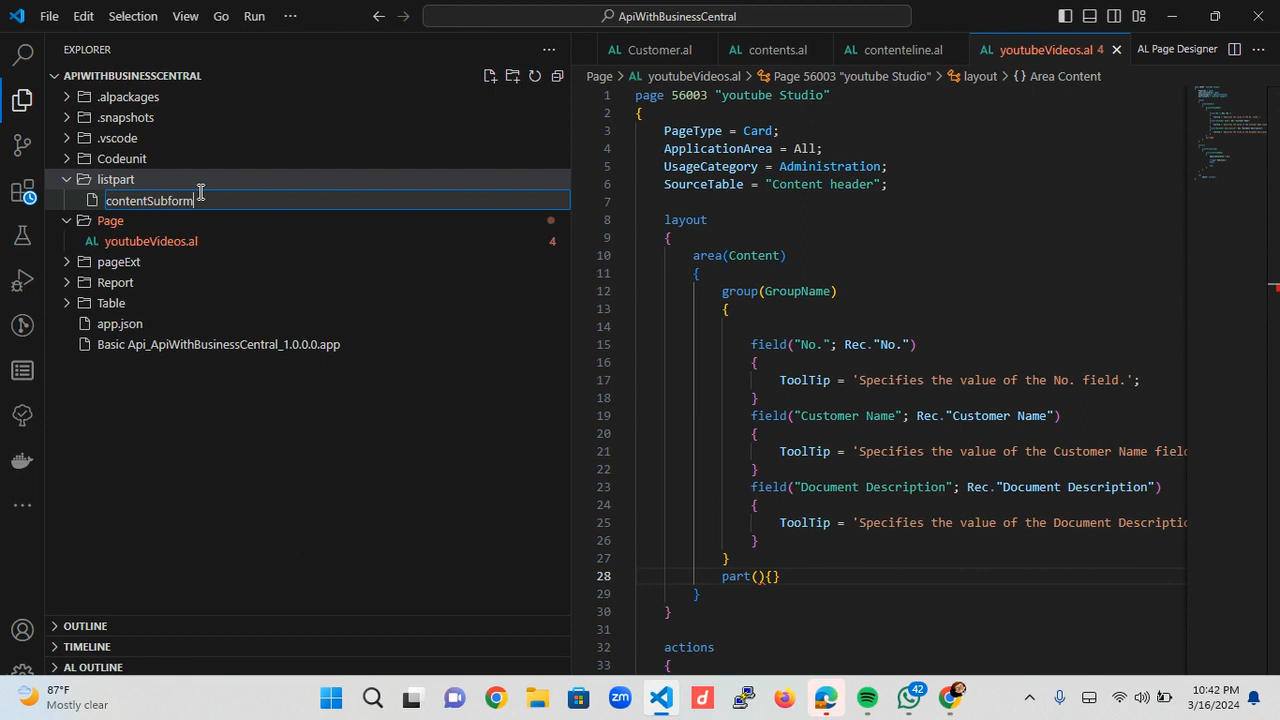 File Edit Selection View Go Run ···
ApiWithBusinessCentral
EXPLORER
APIWITHBUSINESSCENTRAL
.alpackages
.snapshots
.vscode
Codeunit
listpart
contentSubform
Page
AL youtubeVideos.al 4
pageExt
Report
Table
app.json
Basic Api_ApiWithBusinessCentral_1.0.0.0.app
OUTLINE
TIMELINE
AL OUTLINE
AL Customer.al AL contents.al AL contenteline.al AL youtubeVideos.al 4 AL Page Designer
Page > AL youtubeVideos.al > Page 56003 "youtube Studio" > layout > {} Area Content
1 page 56003 "youtube Studio"
2 {
3 PageType = Card;
4 ApplicationArea = All;
5 UsageCategory = Administration;
6 SourceTable = "Content header";
7
8 layout
9 {
10 area(Content)
11 {
12 group(GroupName)
13 {
14
15 field("No."; Rec."No.")
16 {
17 ToolTip = 'Specifies the value of the No. field.';
18 }
19 field("Customer Name"; Rec."Customer Name")
20 {
21 ToolTip = 'Specifies the value of the Customer Name field
22 }
23 field("Document Description"; Rec."Document Description")
24 {
25 ToolTip = 'Specifies the value of the Document Descriptio
26 }
27 }
28 part(){}
29 }
30 }
31
32 actions
33 {
87°F
Mostly clear
zm
d
42
10:42 PM
3/16/2024